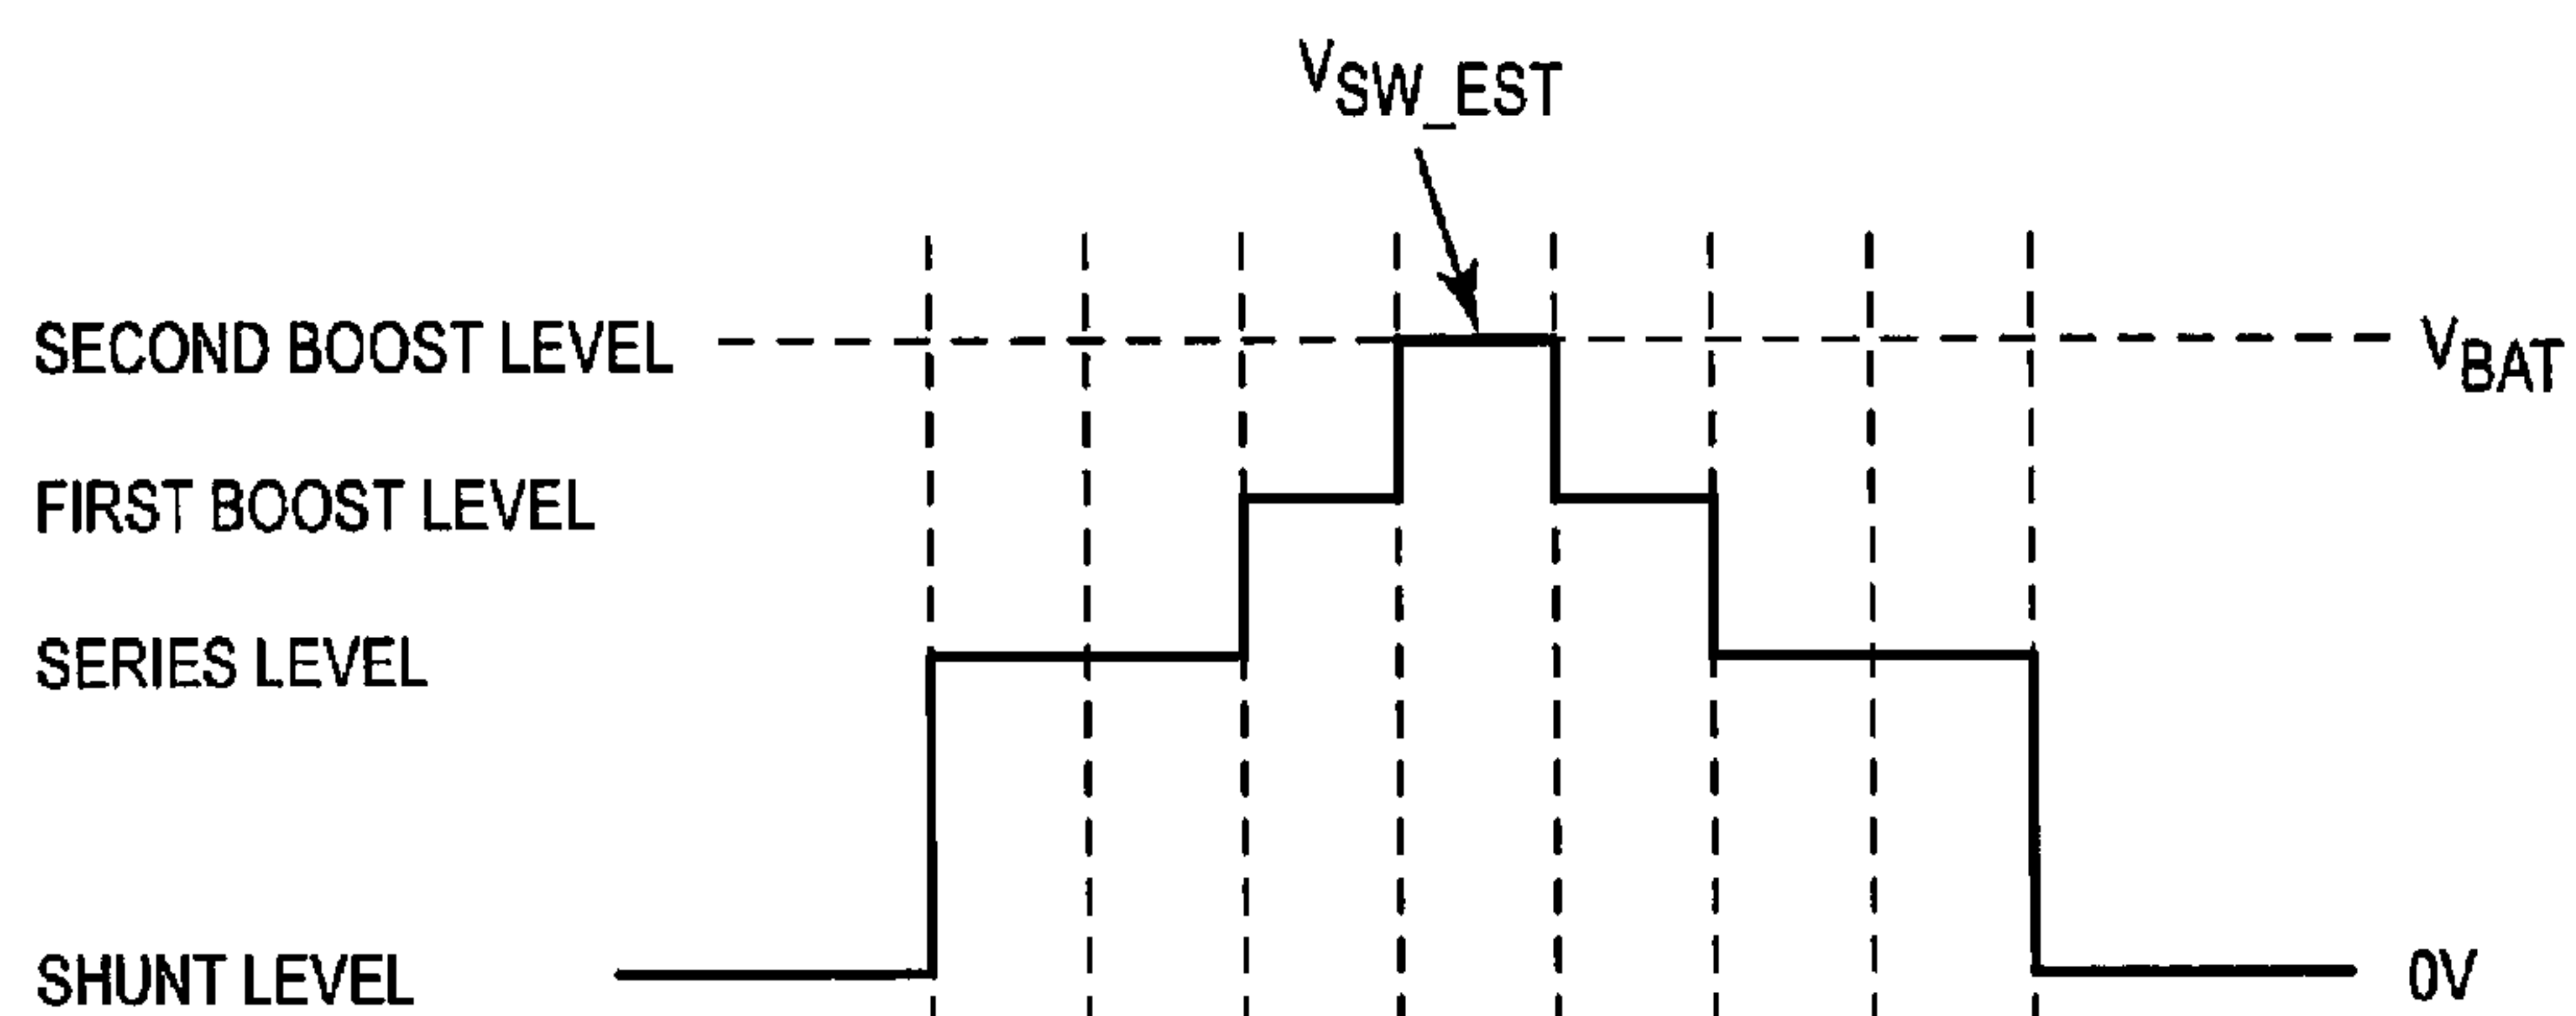 VSW_EST
SECOND BOOST LEVEL
VBAT
FIRST BOOST LEVEL
SERIES LEVEL
SHUNT LEVEL
0V